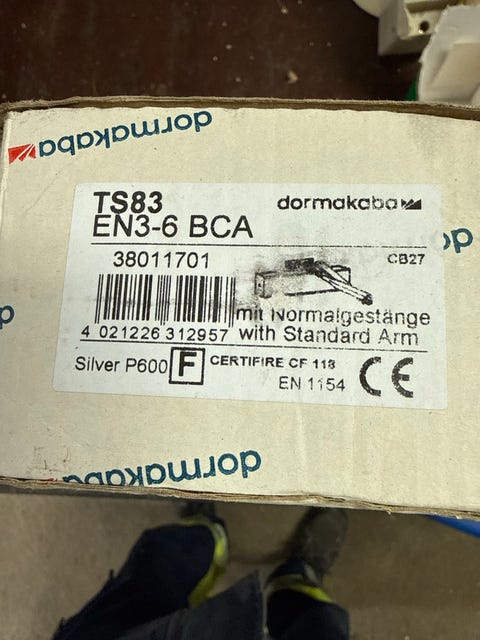 dormakaba
TS83
dormakaba
EN3-6 BCA
38011701
CB27
mit Normalgestänge
4 021226 312957
with Standard Arm
Silver P600
F
CERTIFIRE CF 118
EN 1154
CE
do
a
dormakaba